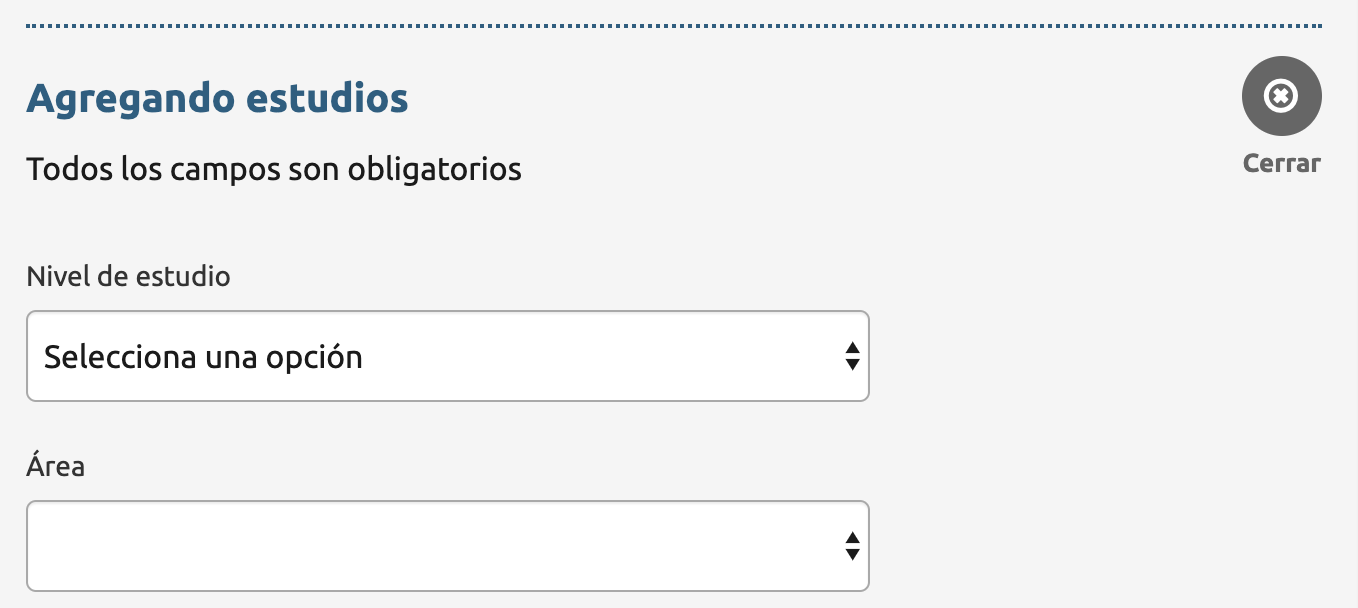 Agregando estudios
Cerrar
Todos los campos son obligatorios
Nivel de estudio
Selecciona una opción
Área